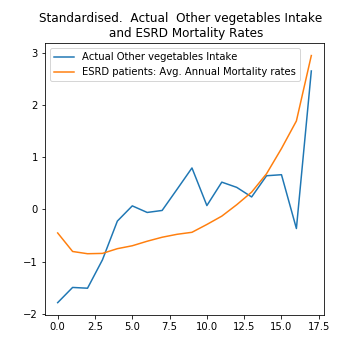 Standardised. Actual Other vegetables Intake
and ESRD Mortality Rates
Actual Other vegetables Intake
ESRD patients: Avg. Annual Mortality rates
3
2
1
0
−1
−2
0.0 2.5 5.0 7.5 10.0 12.5 15.0 17.5